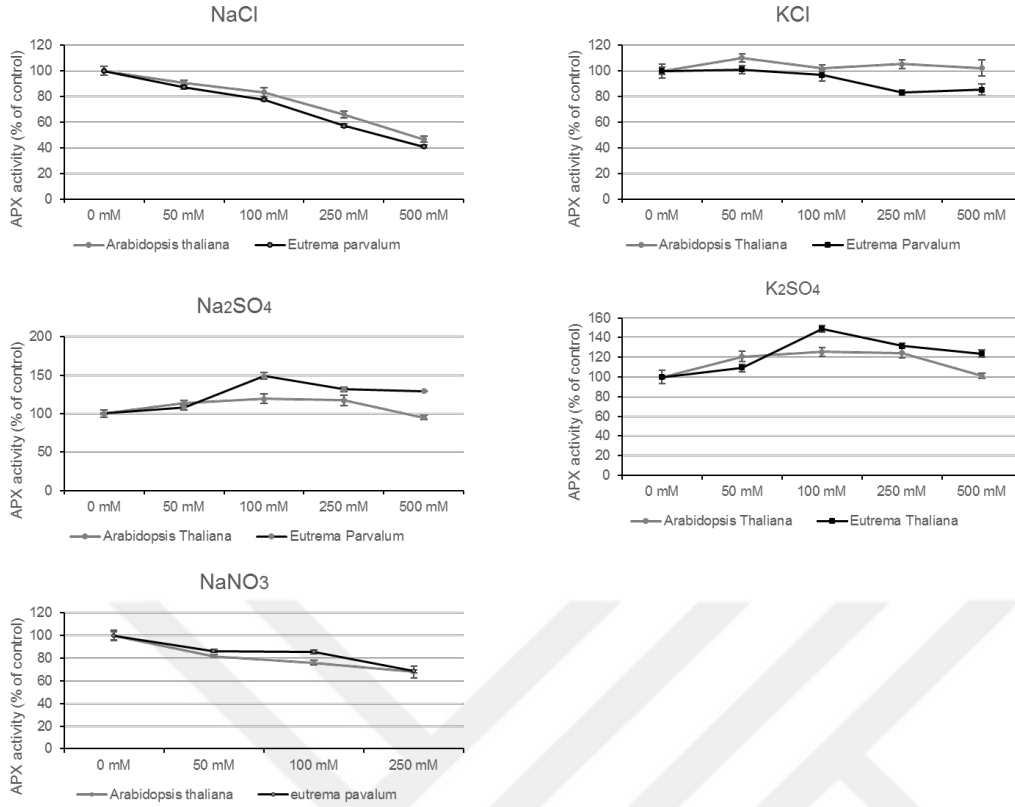 NaCl
APX activity (% of control)
120
100
80
60
40
20
0
0 mM 50 mM 100 mM 250 mM 500 mM
Arabidopsis thaliana Eutrema parvalum
KCl
APX activity (% of control)
120
100
80
60
40
20
0
0 mM 50 mM 100 mM 250 mM 500 mM
Arabidopsis Thaliana Eutrema Parvalum
Na2SO4
APX activity (% of control)
200
150
100
50
0
0 mM 50 mM 100 mM 250 mM 500 mM
Arabidopsis Thaliana Eutrema Parvalum
K2SO4
APX activity (% of control)
160
140
120
100
80
60
40
20
0
0 mM 50 mM 100 mM 250 mM 500 mM
Arabidopsis Thaliana Eutrema Thaliana
NaNO3
APX activity (% of control)
120
100
80
60
40
20
0
0 mM 50 mM 100 mM 250 mM
Arabidopsis thaliana eutrema pavalum